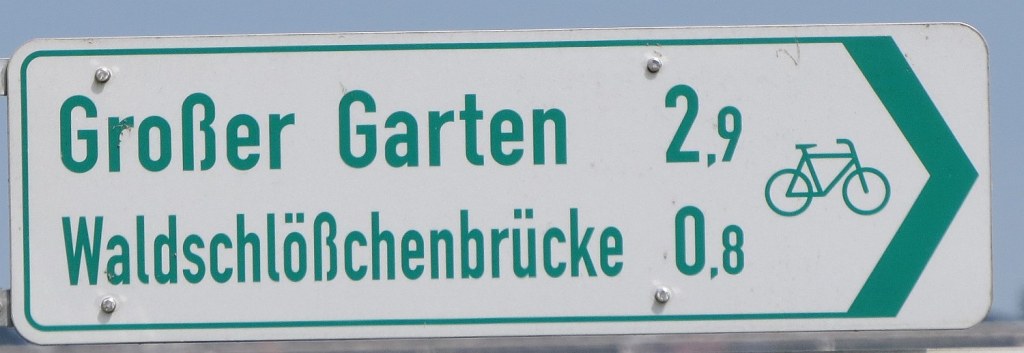 Großer Garten 2,9
Waldschlößchenbrücke 0,8